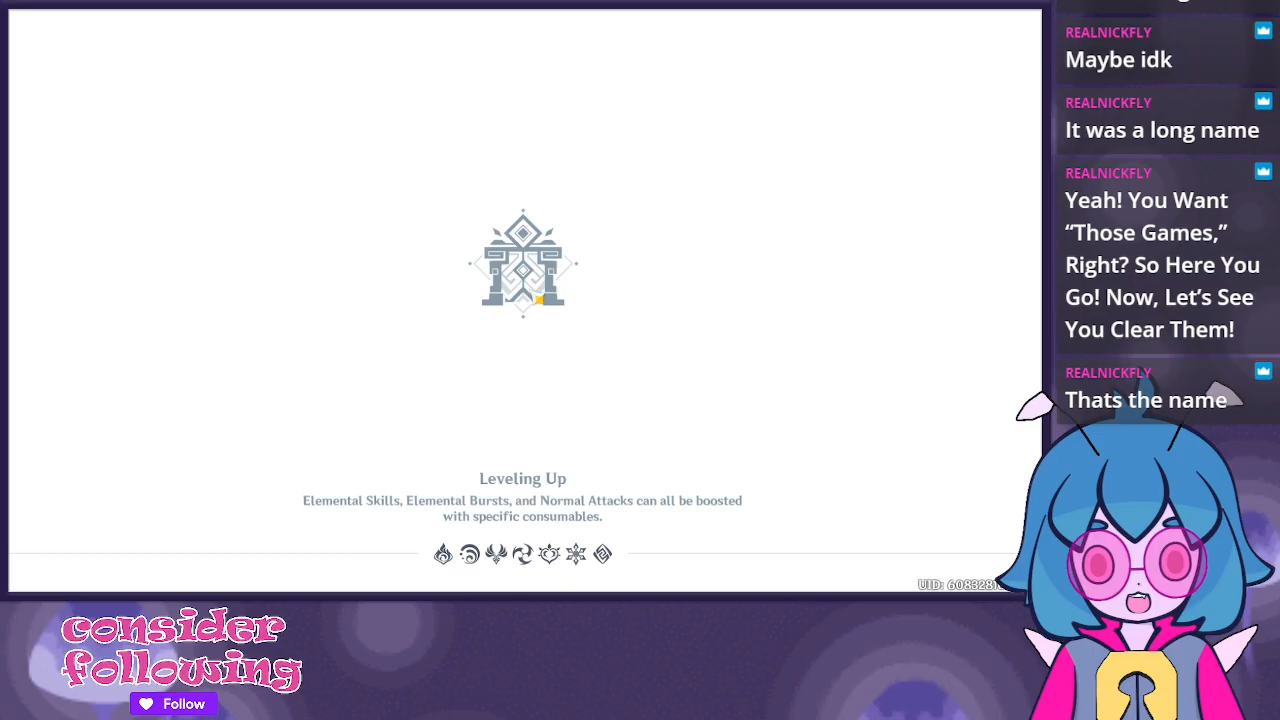 REALNICKFLY
Maybe idk
REALNICKFLY
It was a long name
REALNICKFLY
Yeah! You Want
“Those Games,”
Right? So Here You
Go! Now, Let’s See
You Clear Them!
REALNICKFLY
Thats the name
Leveling Up
Elemental Skills, Elemental Bursts, and Normal Attacks can all be boosted
with specific consumables.
UID:
consider
following
Follow